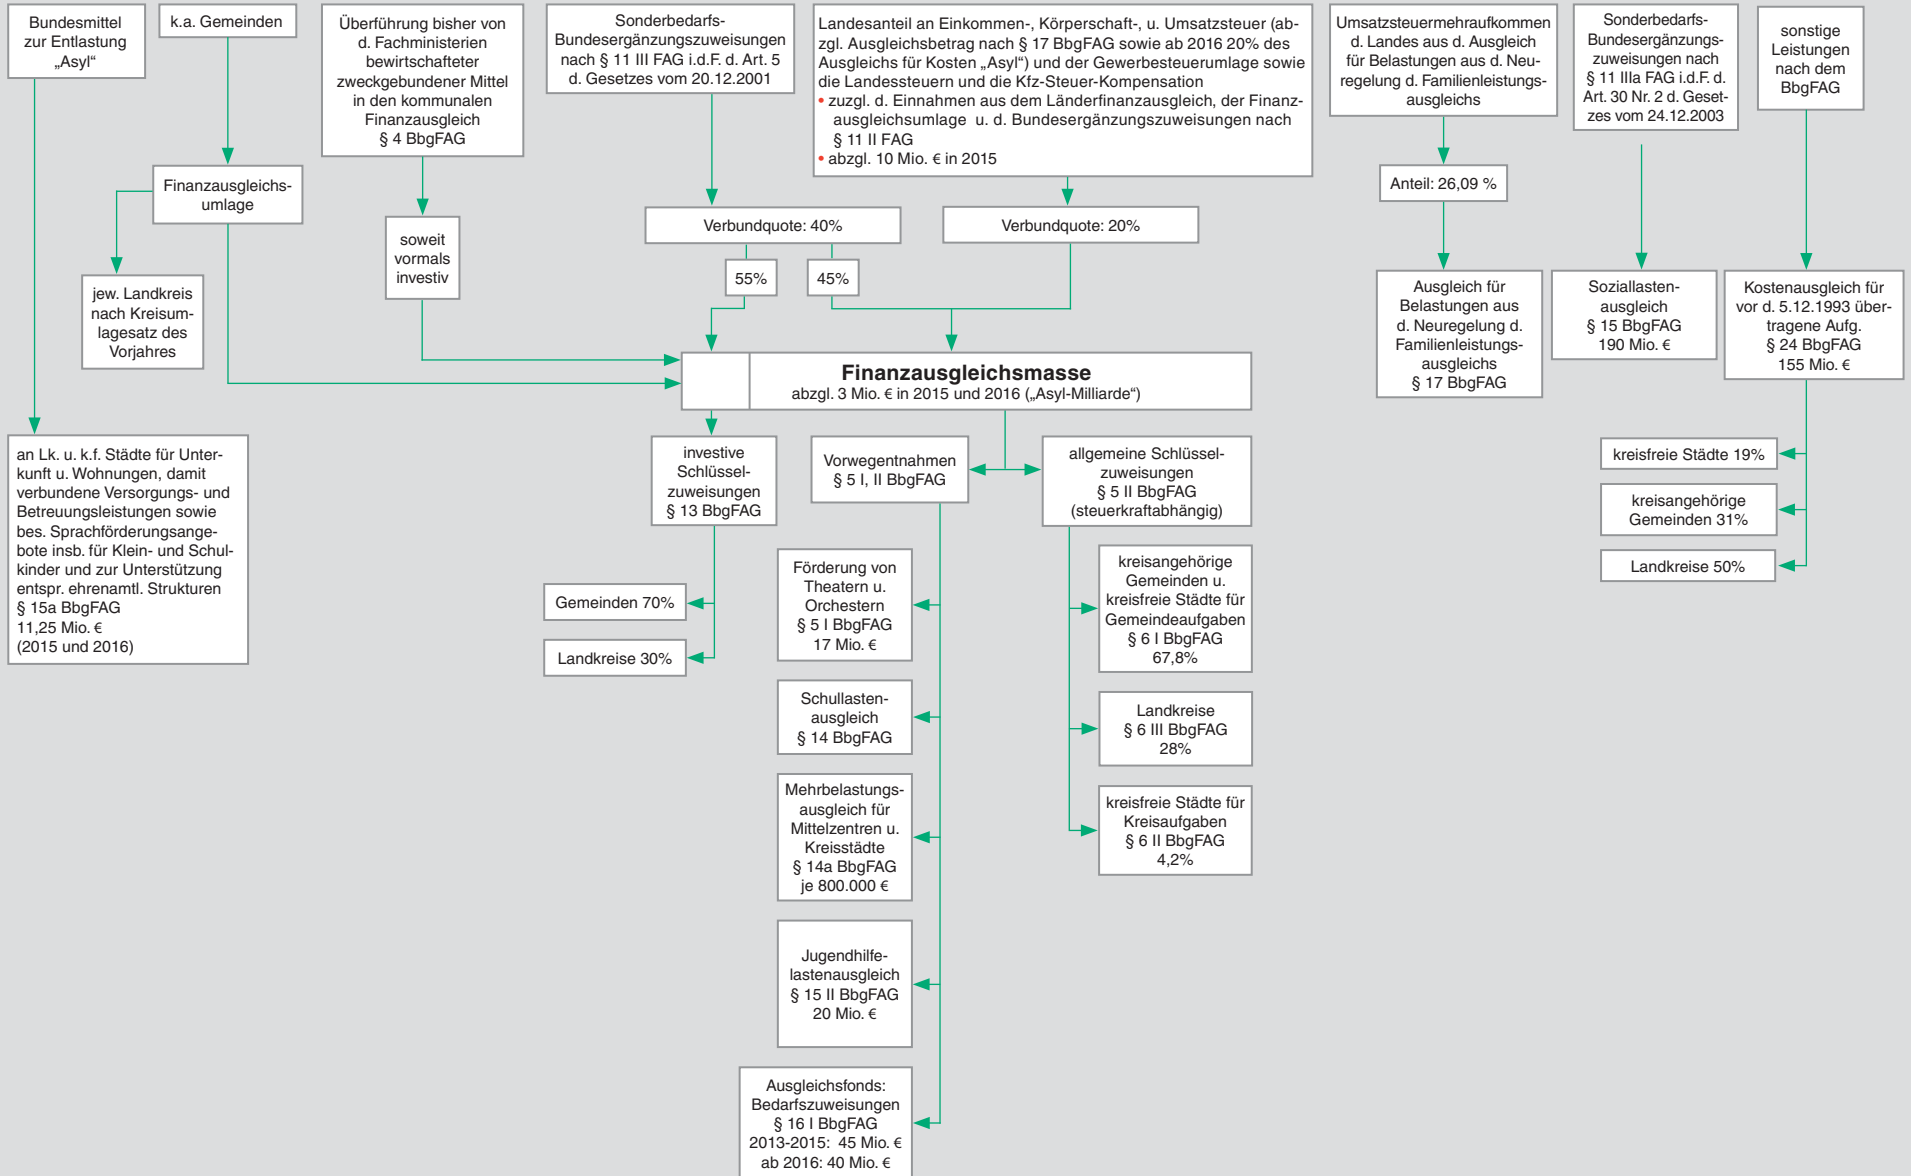 Bundesmittel
zur Entlastung
„Asyl“
k.a. Gemeinden
Überführung bisher von
d. Fachministerien
bewirtschafteter
zweckgebundener Mittel
in den kommunalen
Finanzausgleich
§ 4 BbgFAG
Sonderbedarfs-
Bundesergänzungszuweisungen
nach § 11 III FAG i.d.F. d. Art. 5
d. Gesetzes vom 20.12.2001
Landesanteil an Einkommen-, Körperschaft-, u. Umsatzsteuer (ab-
zgl. Ausgleichsbetrag nach § 17 BbgFAG sowie ab 2016 20% des
Ausgleichs für Kosten „Asyl“) und der Gewerbesteuerumlage sowie
die Landessteuern und die Kfz-Steuer-Kompensation
• zuzgl. d. Einnahmen aus dem Länderfinanzausgleich, der Finanz-
ausgleichsumlage u. d. Bundesergänzungszuweisungen nach
§ 11 II FAG
• abzgl. 10 Mio. € in 2015
Umsatzsteuermehraufkommen
d. Landes aus d. Ausgleich
für Belastungen aus d. Neu-
regelung d. Familienleistungs-
ausgleichs
Sonderbedarfs-
Bundesergänzungs-
zuweisungen nach
§ 11 IIIa FAG i.d.F. d.
Art. 30 Nr. 2 d. Geset-
zes vom 24.12.2003
sonstige
Leistungen
nach dem
BbgFAG
Finanzausgleichs-
umlage
Anteil: 26,09 %
soweit
vormals
investiv
Verbundquote: 40%
Verbundquote: 20%
55%
45%
jew. Landkreis
nach Kreisum-
lagesatz des
Vorjahres
Ausgleich für
Belastungen aus
d. Neuregelung d.
Familienleistungs-
ausgleichs
§ 17 BbgFAG
Soziallasten-
ausgleich
§ 15 BbgFAG
190 Mio. €
Kostenausgleich für
vor d. 5.12.1993 über-
tragene Aufg.
§ 24 BbgFAG
155 Mio. €
Finanzausgleichsmasse
abzgl. 3 Mio. € in 2015 und 2016 („Asyl-Milliarde“)
an Lk. u. k.f. Städte für Unter-
kunft u. Wohnungen, damit
verbundene Versorgungs- und
Betreuungsleistungen sowie
bes. Sprachförderungsange-
bote insb. für Klein- und Schul-
kinder und zur Unterstützung
entspr. ehrenamtl. Strukturen
§ 15a BbgFAG
11,25 Mio. €
(2015 und 2016)
investive
Schlüssel-
zuweisungen
§ 13 BbgFAG
Vorwegentnahmen
§ 5 I, II BbgFAG
allgemeine Schlüssel-
zuweisungen
§ 5 II BbgFAG
(steuerkraftabhängig)
kreisfreie Städte 19%
kreisangehörige
Gemeinden 31%
Landkreise 50%
Gemeinden 70%
Landkreise 30%
Förderung von
Theatern u.
Orchestern
§ 5 I BbgFAG
17 Mio. €
kreisangehörige
Gemeinden u.
kreisfreie Städte für
Gemeindeaufgaben
§ 6 I BbgFAG
67,8%
Schullasten-
ausgleich
§ 14 BbgFAG
Landkreise
§ 6 III BbgFAG
28%
Mehrbelastungs-
ausgleich für
Mittelzentren u.
Kreisstädte
§ 14a BbgFAG
je 800.000 €
kreisfreie Städte für
Kreisaufgaben
§ 6 II BbgFAG
4,2%
Jugendhilfe-
lastenausgleich
§ 15 II BbgFAG
20 Mio. €
Ausgleichsfonds:
Bedarfszuweisungen
§ 16 I BbgFAG
2013-2015: 45 Mio. €
ab 2016: 40 Mio. €